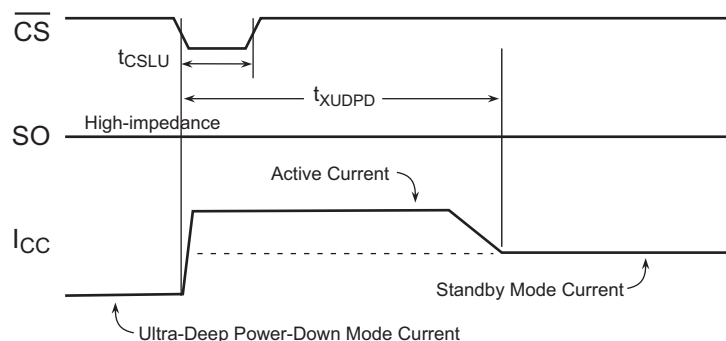 CS
tCSLU
tXUDPD
High-impedance
SO
Active Current
ICC
Standby Mode Current
Ultra-Deep Power-Down Mode Current